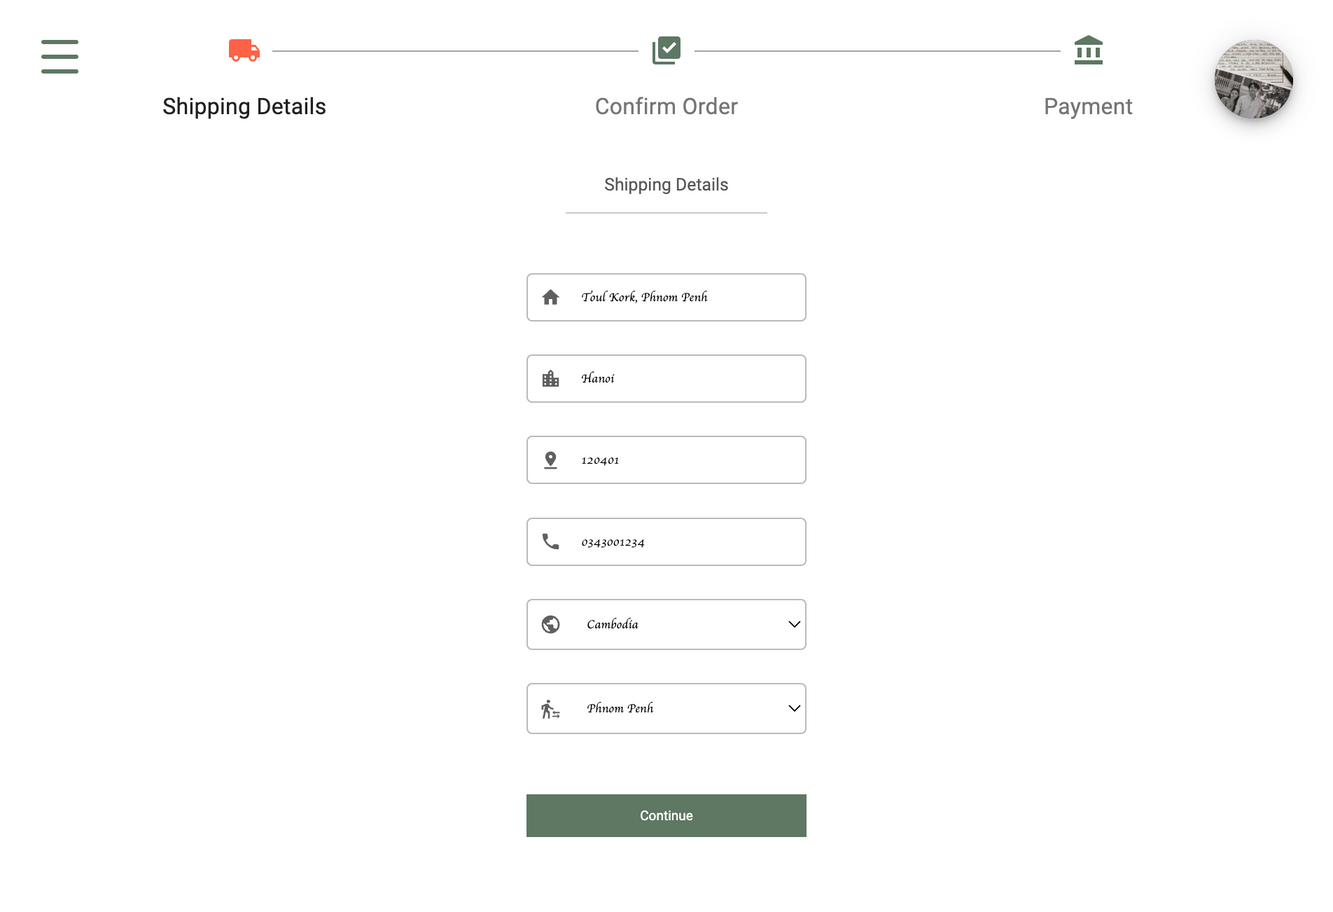 Shipping Details
Confirm Order
Payment
Shipping Details
Toul Kork, Phnom Penh
Hanoi
120401
0343001234
Cambodia
Phnom Penh
Continue